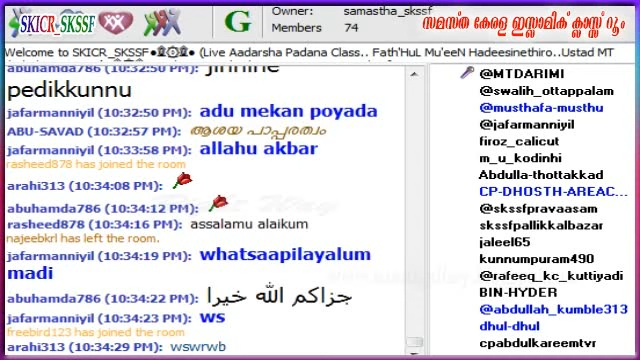 SKICR_SKSSF
Owner: samastha_skssf
Members 74
സമസ്ത കേരള ഇസ്ലാമിക് ക്ലാസ്സ് റൂം
Welcome to SKICR_SKSSF (Live Aadarsha Padana Class.. Fath'HuL Mu'eeN Hadeesinethiro..Ustad MT
abuhamda786 (10:32:50 PM): jinnine
pedikkunnu
jafarmanniyil (10:32:50 PM): adu mekan poyada
ABU-SAVAD (10:32:57 PM): ആശയ പാപ്പരത്വം
jafarmanniyil (10:33:58 PM): allahu akbar
rasheed878 has joined the room
arahi313 (10:34:08 PM):
abuhamda786 (10:34:12 PM):
rasheed878 (10:34:16 PM): assalamu alaikum
najeebkrl has left the room.
jafarmanniyil (10:34:19 PM): whatsaapilayalum
madi
abuhamda786 (10:34:22 PM): جزاكم الله خيرا
jafarmanniyil (10:34:23 PM): ws
freebird123 has joined the room
arahi313 (10:34:29 PM): wswrwb
@MTDARIMI
@swalih_ottappalam
@musthafa-musthu
@jafarmanniyil
firoz_calicut
m_u_kodinhi
Abdulla-thottakkad
CP-DHOSTH-AREAC...
@skssfpravaasam
skssfpallikkalbazar
jaleel65
kunnumpuram490
@rafeeq_kc_kuttiyadi
BIN-HYDER
@abdullah_kumble313
dhul-dhul
cpabdulkareemtvr